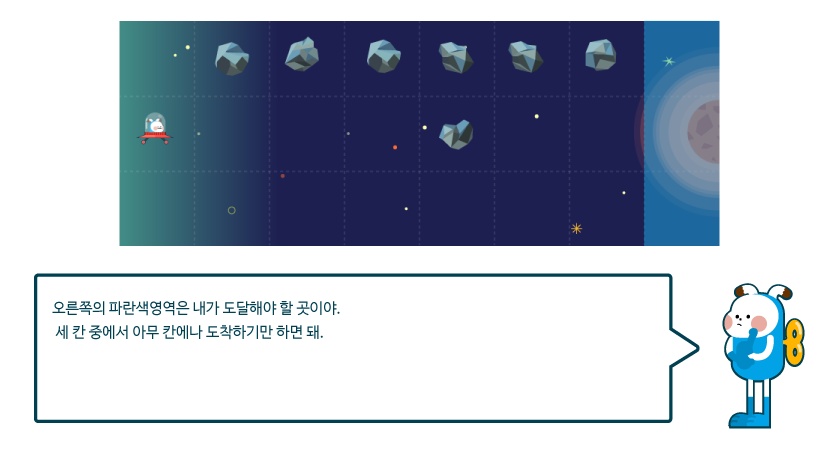 오른쪽의 파란색영역은 내가 도달해야 할 곳이야.
세 칸 중에서 아무 칸에나 도착하기만 하면 돼.